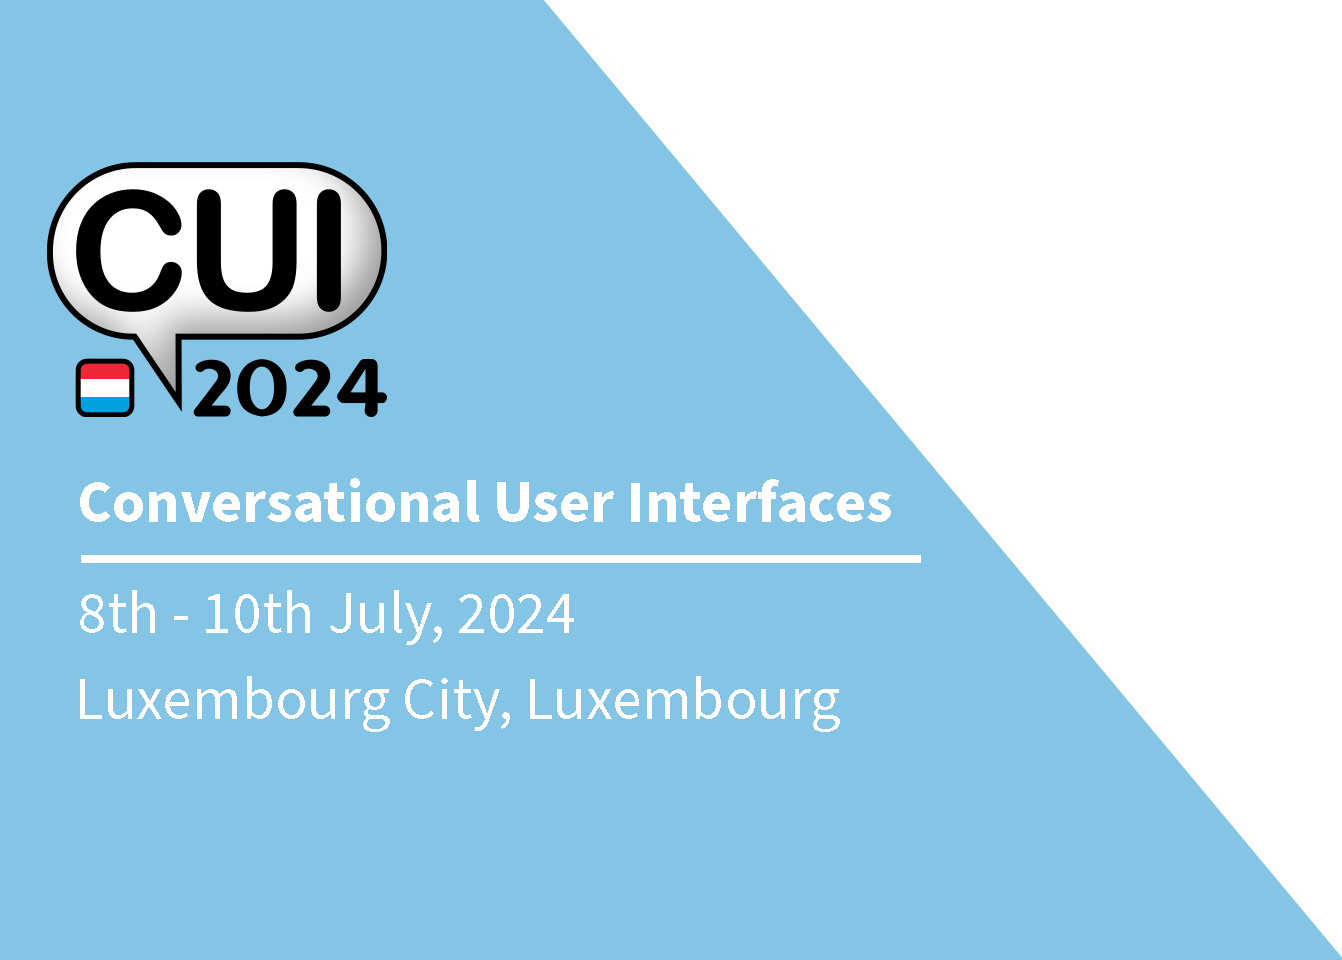 CUI
2024
Conversational User Interfaces
8th - 10th July, 2024
Luxembourg City, Luxembourg